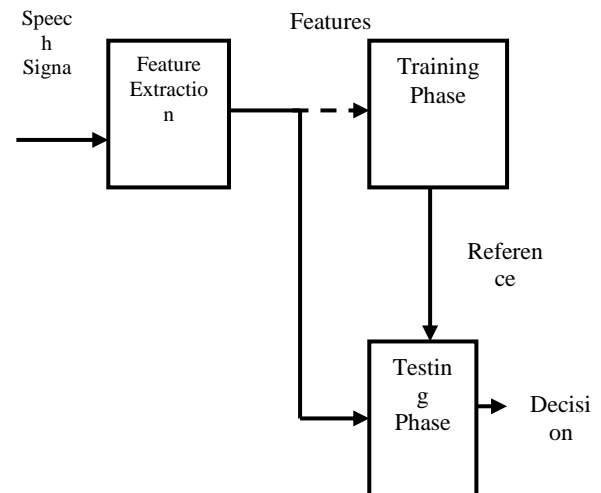 Speec
h
Signa
Feature
Extractio
n
Features
Training
Phase
Referen
ce
Testin
g
Phase
Decisi
on